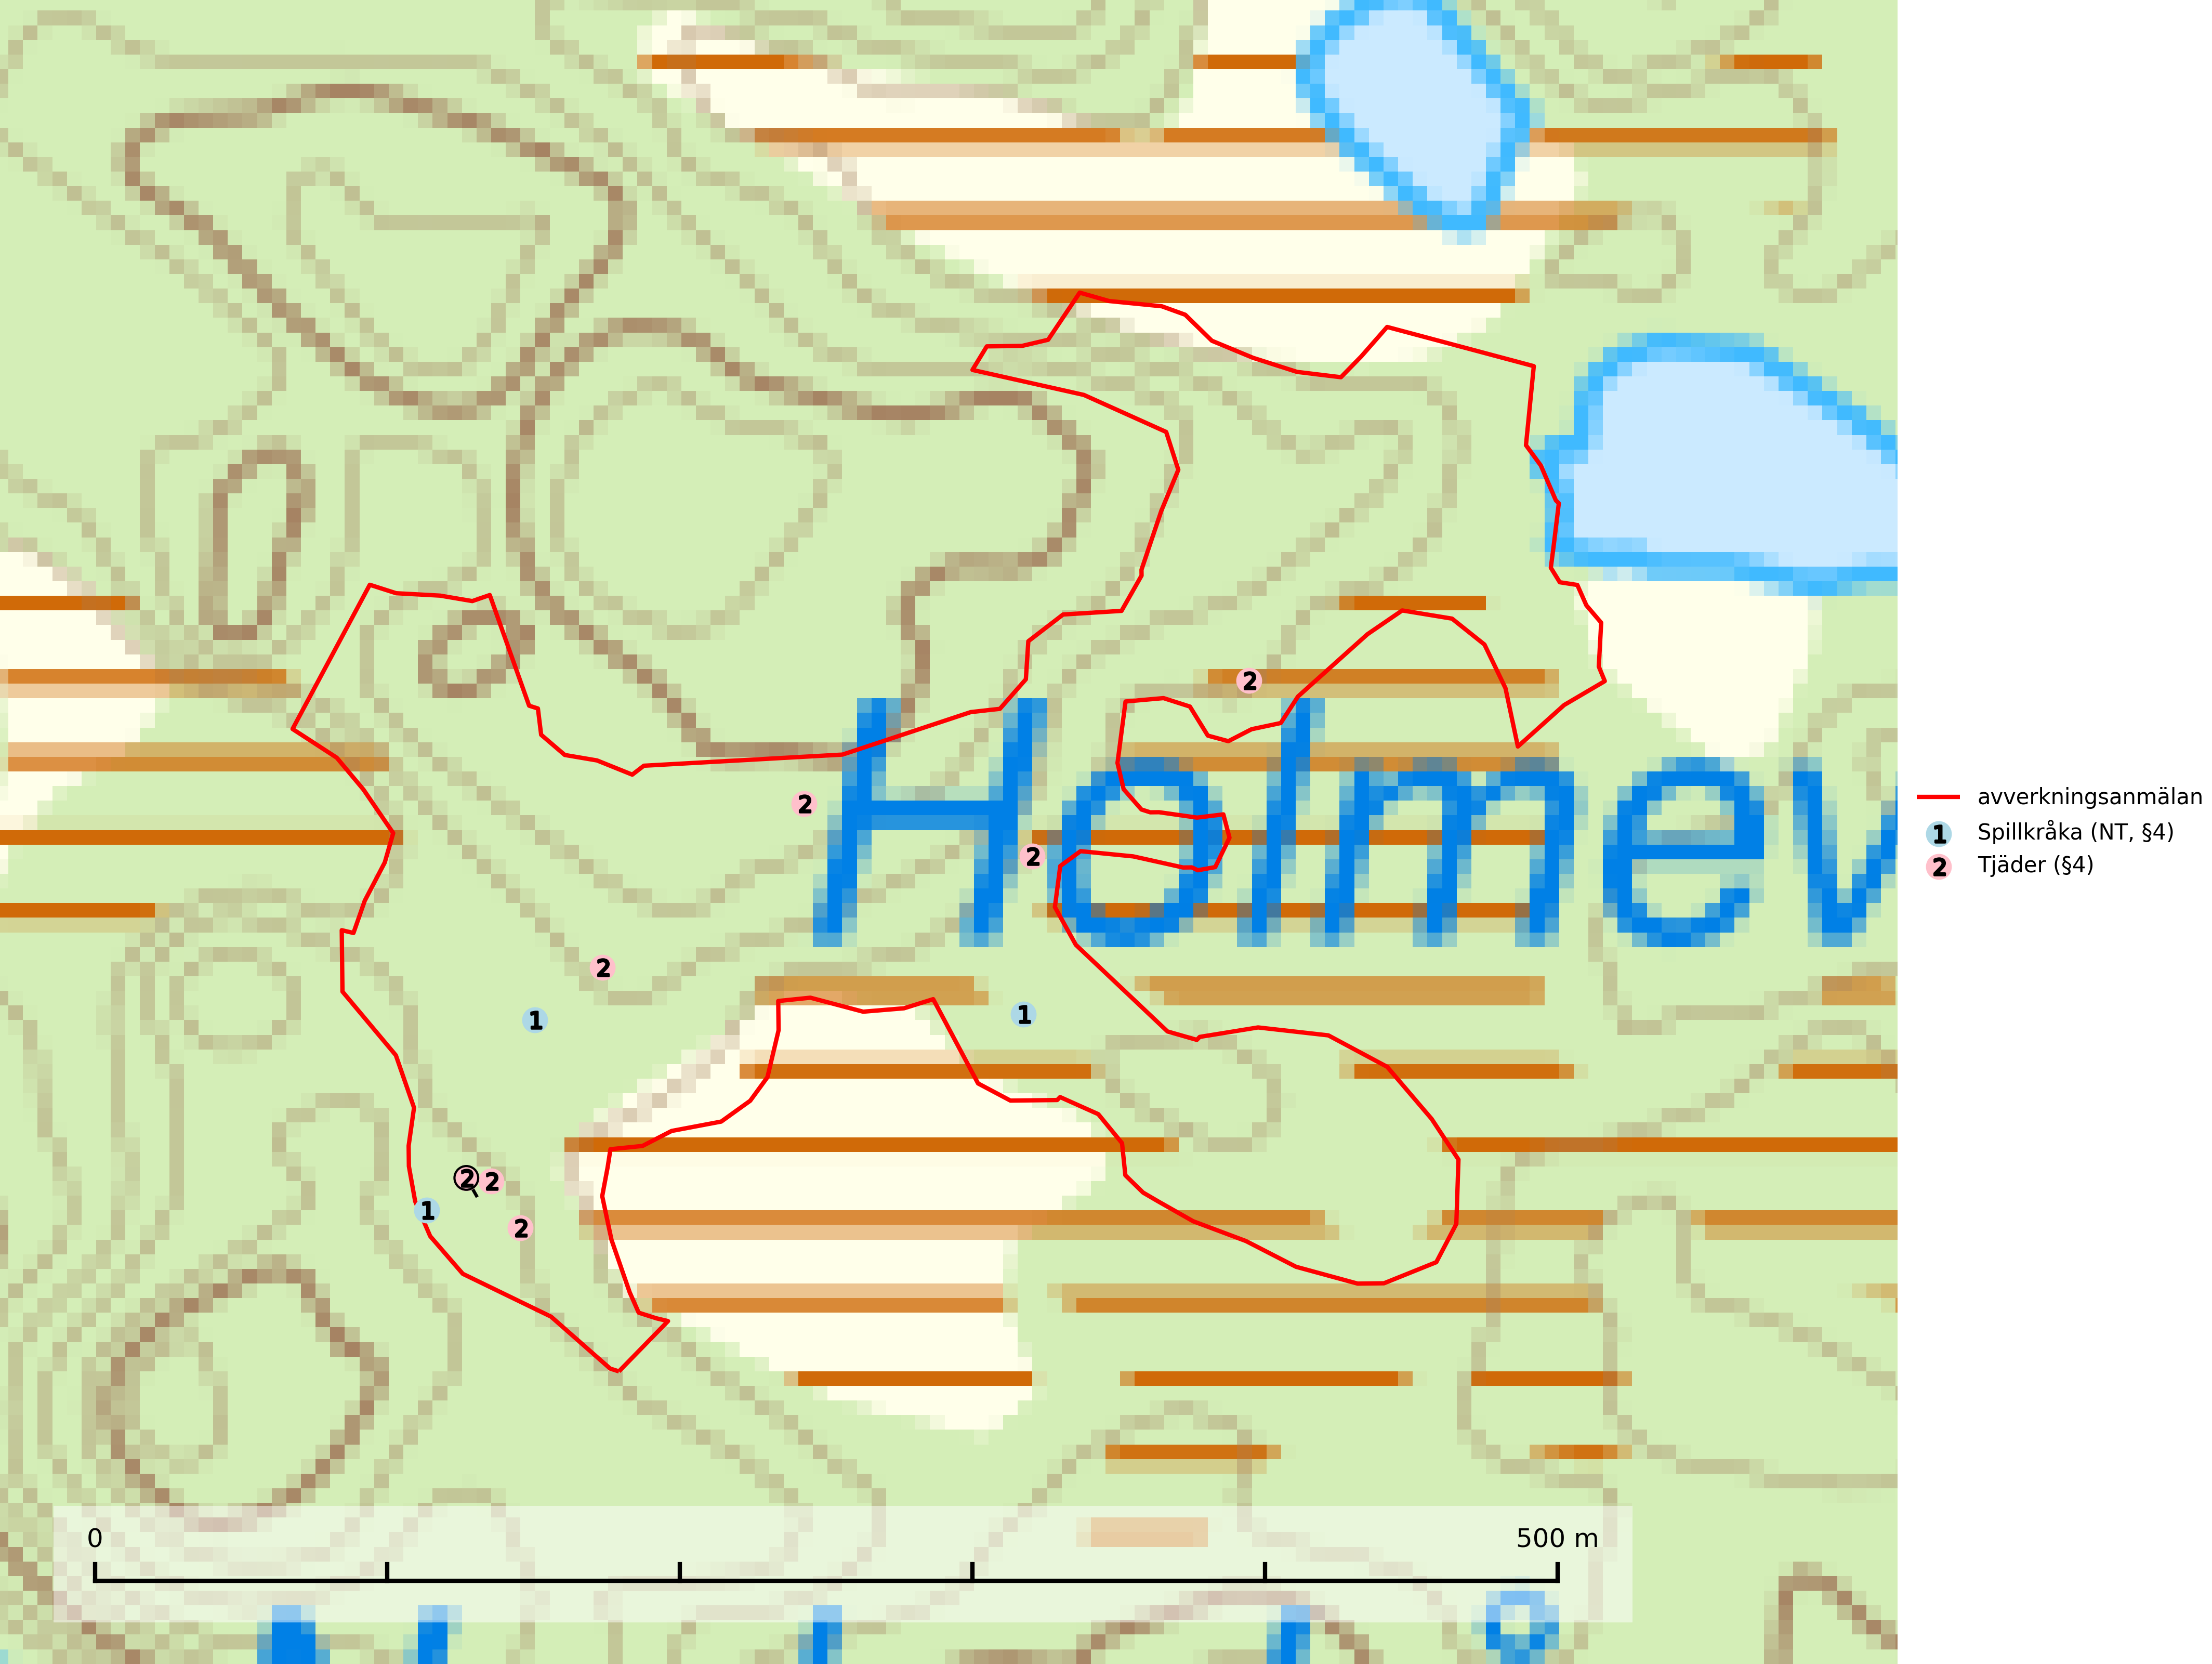 2
Holmev
2
2
avverkningsanmälan
1 Spillkråka (NT, §4)
2 Tjäder (§4)
2
1
1
2
2
1
2
0
500 m